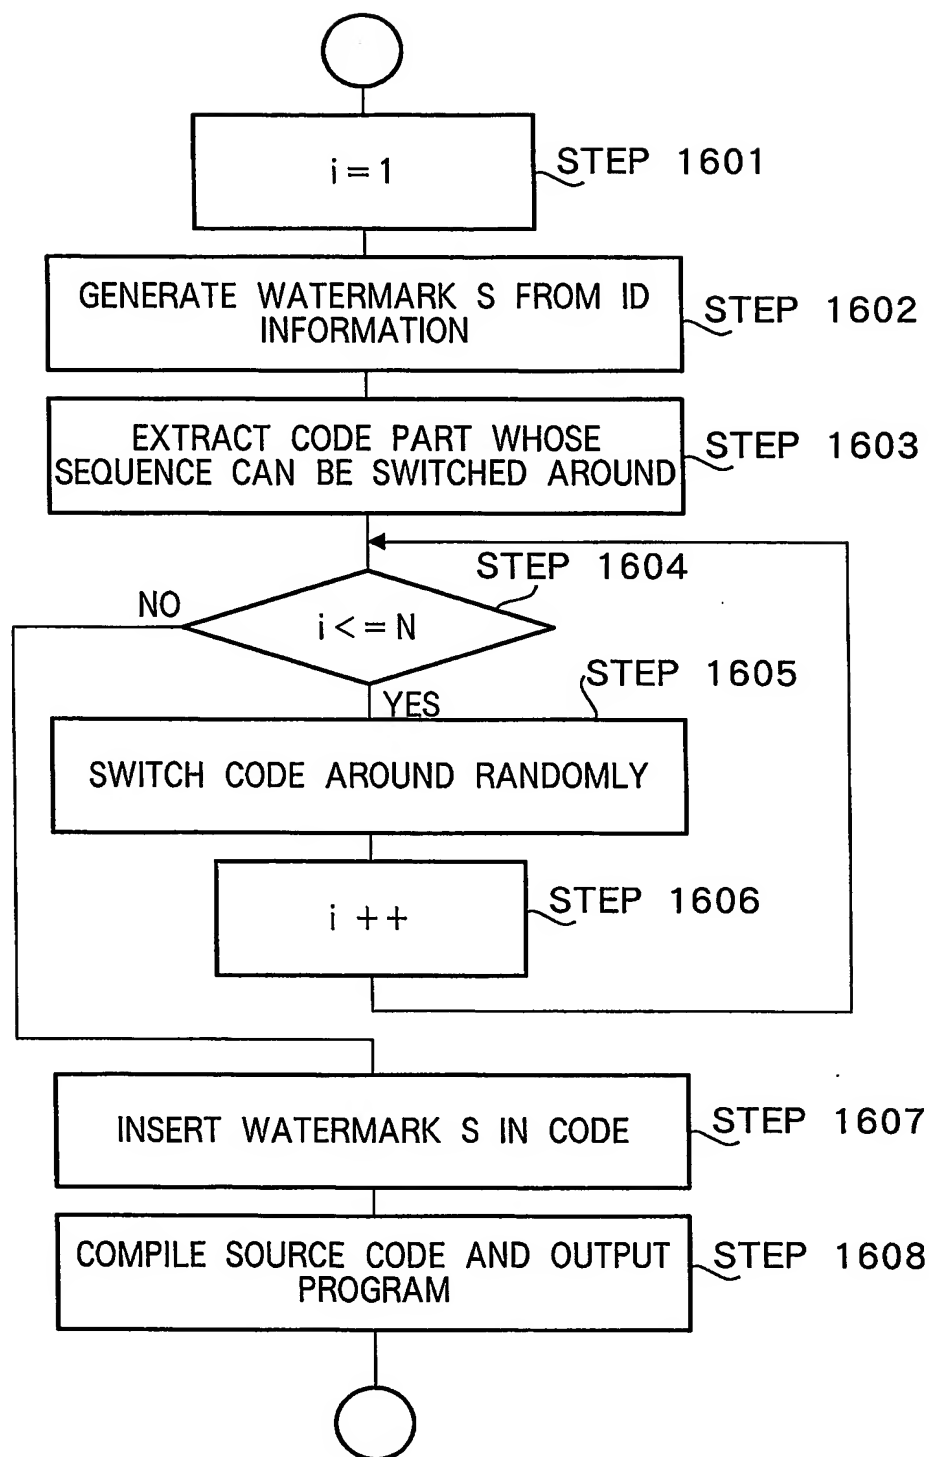 i=1
STEP 1601
GENERATE WATERMARK S FROM ID
INFORMATION
STEP 1602
EXTRACT CODE PART WHOSE
SEQUENCE CAN BE SWITCHED AROUND
STEP 1603
STEP 1604
NO
i<=N
YES
STEP 1605
SWITCH CODE AROUND RANDOMLY
i ++
STEP 1606
INSERT WATERMARK S IN CODE
STEP 1607
COMPILE SOURCE CODE AND OUTPUT
PROGRAM
STEP 1608